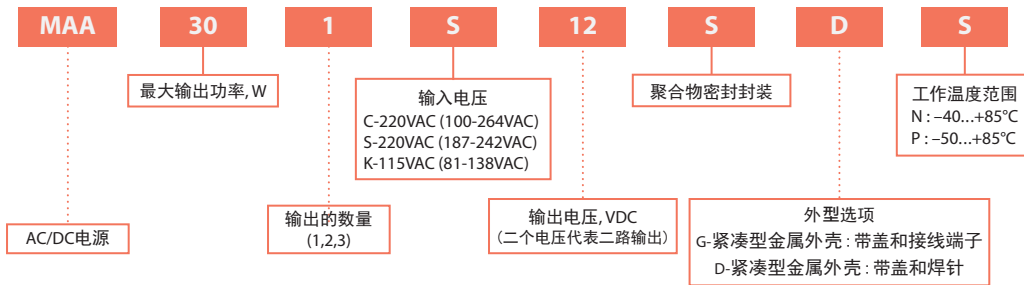 MAA 30 1 S 12 S D S
最大输出功率, W
输入电压
C-220VAC (100-264VAC)
S-220VAC (187-242VAC)
K-115VAC (81-138VAC)
聚合物密封封装
工作温度范围
N : –40...+85℃
P : –50...+85℃
AC/DC电源
输出的数量
(1,2,3)
输出电压, VDC
(二个电压代表二路输出)
外型选项
G-紧凑型金属外壳 : 带盖和接线端子
D-紧凑型金属外壳 : 带盖和焊针